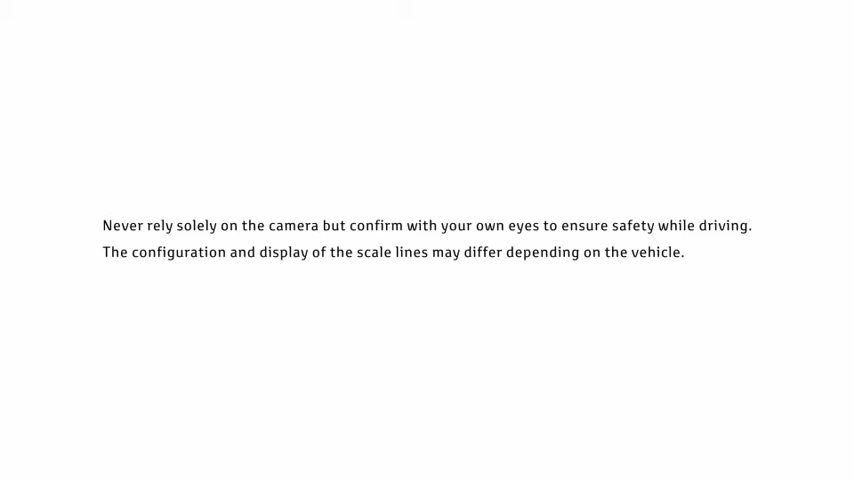 Never rely solely on the camera but confirm with your own eyes to ensure safety while driving.
The configuration and display of the scale lines may differ depending on the vehicle.